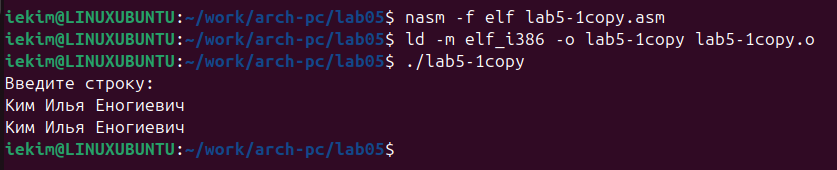 iekim@LINUXUBUNTU:~/work/arch-pc/lab05$ nasm -f elf lab5-1copy.asm
iekim@LINUXUBUNTU:~/work/arch-pc/lab05$ ld -m elf_i386 -o lab5-1copy lab5-1copy.o
iekim@LINUXUBUNTU:~/work/arch-pc/lab05$ ./lab5-1copy
Введите строку:
Ким Илья Еногиевич
Ким Илья Еногиевич
iekim@LINUXUBUNTU:~/work/arch-pc/lab05$